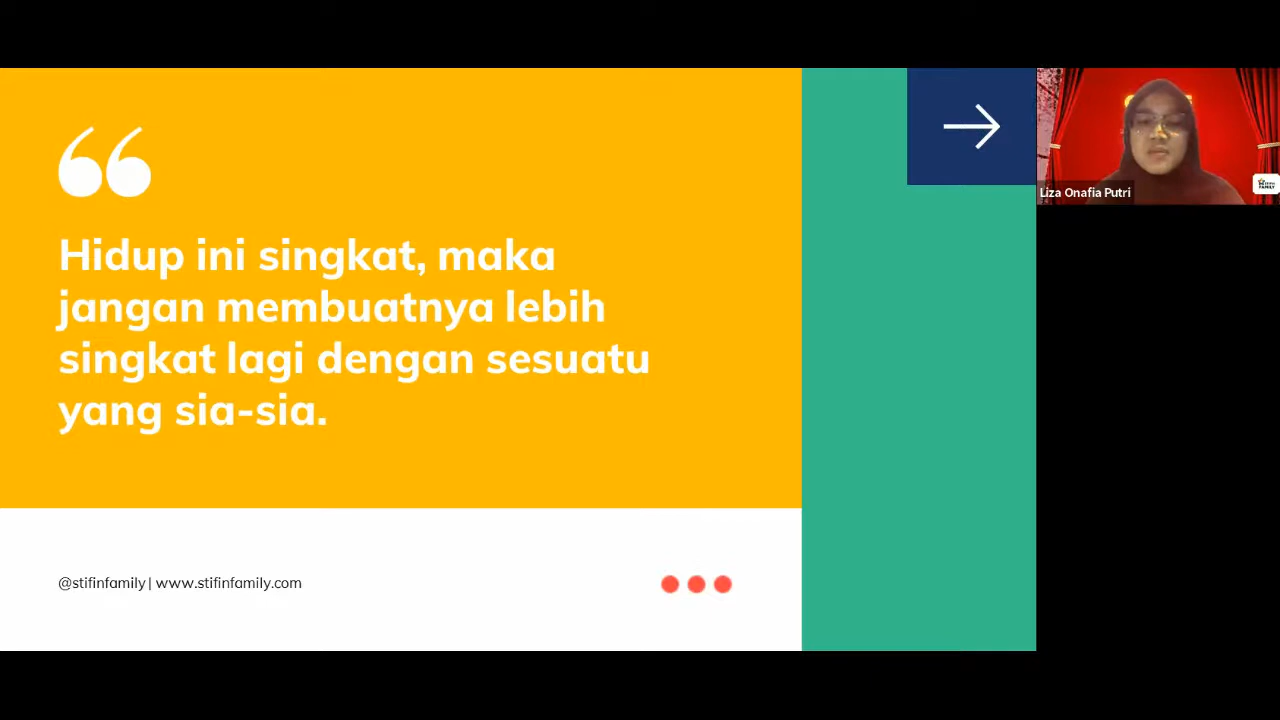 Hidup ini singkat, maka
jangan membuatnya lebih
singkat lagi dengan sesuatu
yang sia-sia.
@stifinfamily | www.stifinfamily.com
Liza Onafia Putri
FAMILY